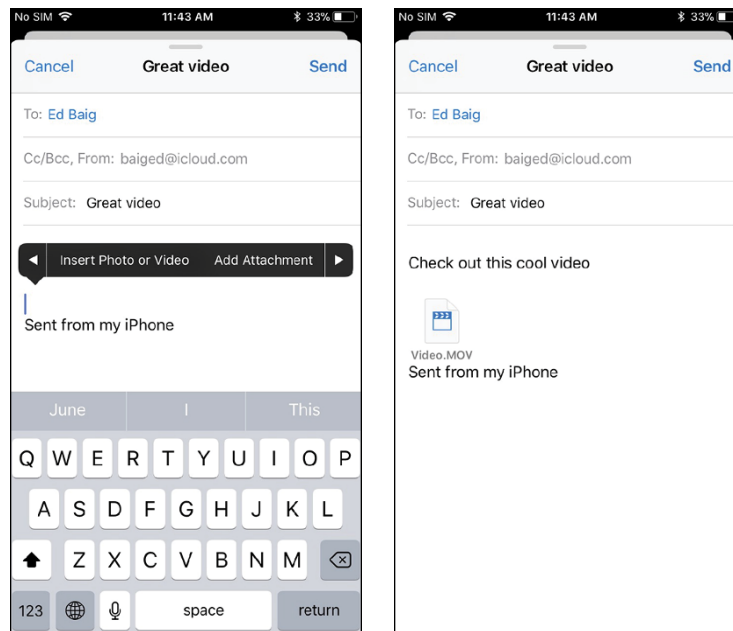 No SIM 11:43 AM 33%
Cancel Great video Send
To: Ed Baig
Cc/Bcc, From: baiged@icloud.com
Subject: Great video
Insert Photo or Video Add Attachment
Sent from my iPhone
June I This
Q W E R T Y U I O P
A S D F G H J K L
Z X C V B N M
123 space return
No SIM 11:43 AM 33%
Cancel Great video Send
To: Ed Baig
Cc/Bcc, From: baiged@icloud.com
Subject: Great video
Check out this cool video
Video.MOV
Sent from my iPhone